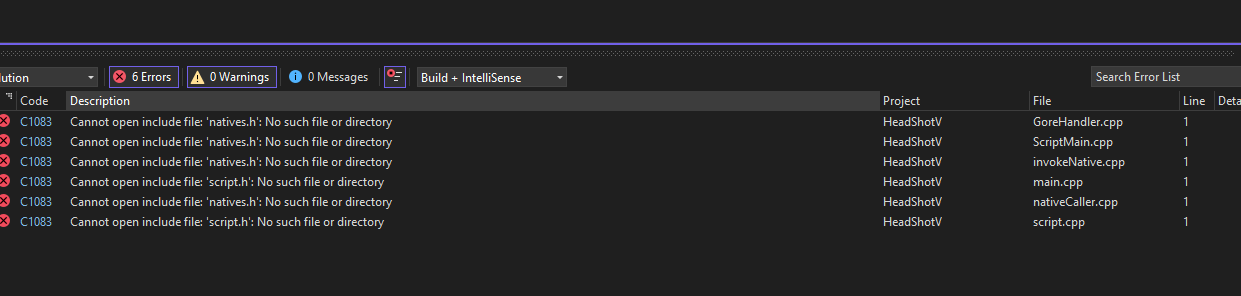 lution 6 Errors 0 Warnings 0 Messages Build + IntelliSense Search Error List
Code Description Project File Line Deta
C1083 Cannot open include file: 'natives.h': No such file or directory HeadShotV GoreHandler.cpp 1
C1083 Cannot open include file: 'natives.h': No such file or directory HeadShotV ScriptMain.cpp 1
C1083 Cannot open include file: 'natives.h': No such file or directory HeadShotV invokeNative.cpp 1
C1083 Cannot open include file: 'script.h': No such file or directory HeadShotV main.cpp 1
C1083 Cannot open include file: 'natives.h': No such file or directory HeadShotV nativeCaller.cpp 1
C1083 Cannot open include file: 'script.h': No such file or directory HeadShotV script.cpp 1